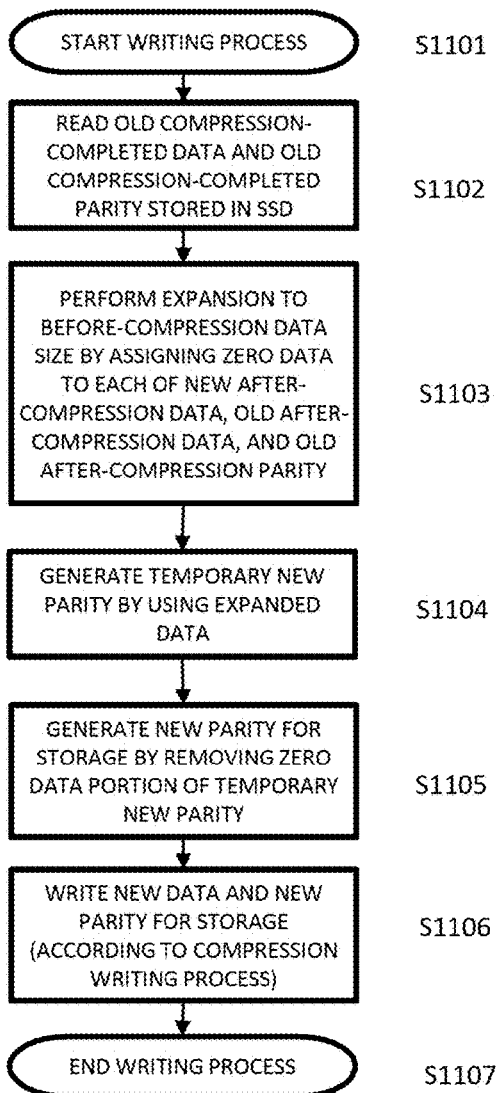 START WRITING PROCESS
S1101
READ OLD COMPRESSION-
COMPLETED DATA AND OLD
COMPRESSION-COMPLETED
PARITY STORED IN SSD
S1102
PERFORM EXPANSION TO
BEFORE-COMPRESSION DATA
SIZE BY ASSIGNING ZERO DATA
TO EACH OF NEW AFTER-
COMPRESSION DATA, OLD AFTER-
COMPRESSION DATA, AND OLD
AFTER-COMPRESSION PARITY
S1103
GENERATE TEMPORARY NEW
PARITY BY USING EXPANDED
DATA
S1104
GENERATE NEW PARITY FOR
STORAGE BY REMOVING ZERO
DATA PORTION OF TEMPORARY
NEW PARITY
S1105
WRITE NEW DATA AND NEW
PARITY FOR STORAGE
(ACCORDING TO COMPRESSION
WRITING PROCESS)
S1106
END WRITING PROCESS
S1107